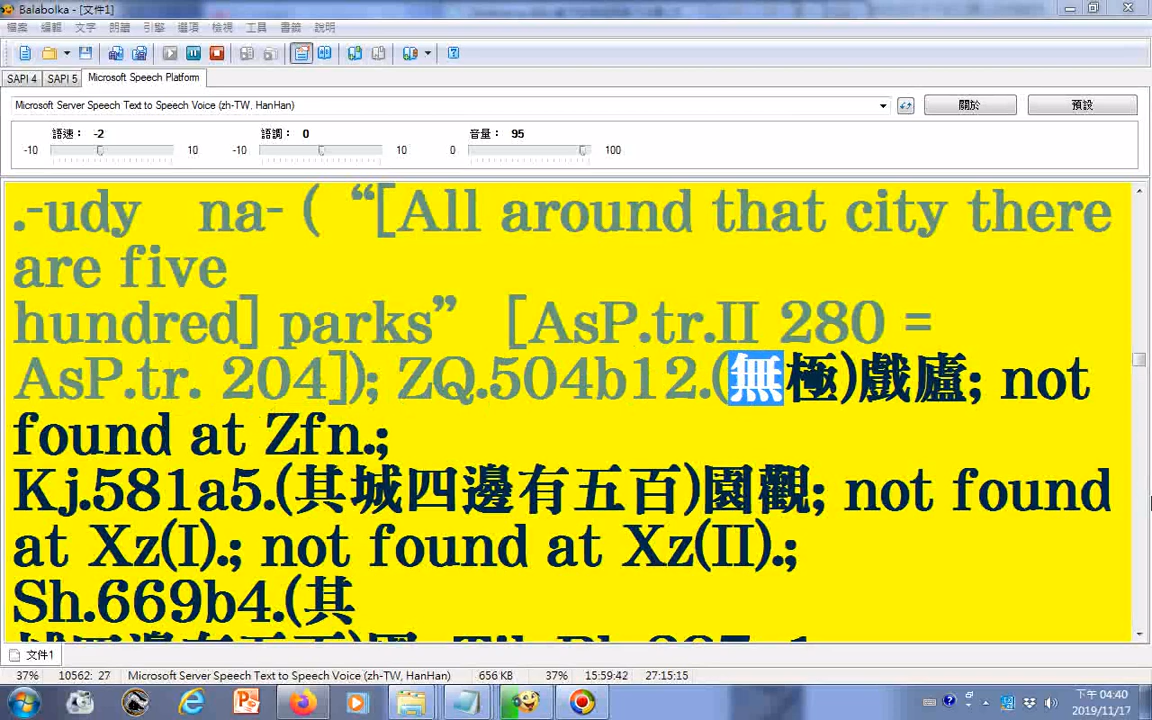 Balabolka - [文件1]
檔案 編輯 文字 朗讀 引擎 選項 檢視 工具 書籤 說明
SAPI 4 SAPI 5 Microsoft Speech Platform
Microsoft Server Speech Text to Speech Voice (zh-TW, HanHan) 關於 預設
語速： -2 語調： 0 音量： 95
-10 10 -10 10 0 100
.-udy na- ( “[All around that city there
are five
hundred] parks” [AsP.tr.II 280 =
AsP.tr. 204]); ZQ.504b12.(無極)戲廬; not
found at Zfn.;
Kj.581a5.(其城四邊有五百)園觀; not found
at Xz(I).; not found at Xz(II).;
Sh.669b4.(其
文件1
37% 10562: 27 Microsoft Server Speech Text to Speech Voice (zh-TW, HanHan) 656 KB 37% 15:59:42 27:15:15
下午 04:40
2019/11/17